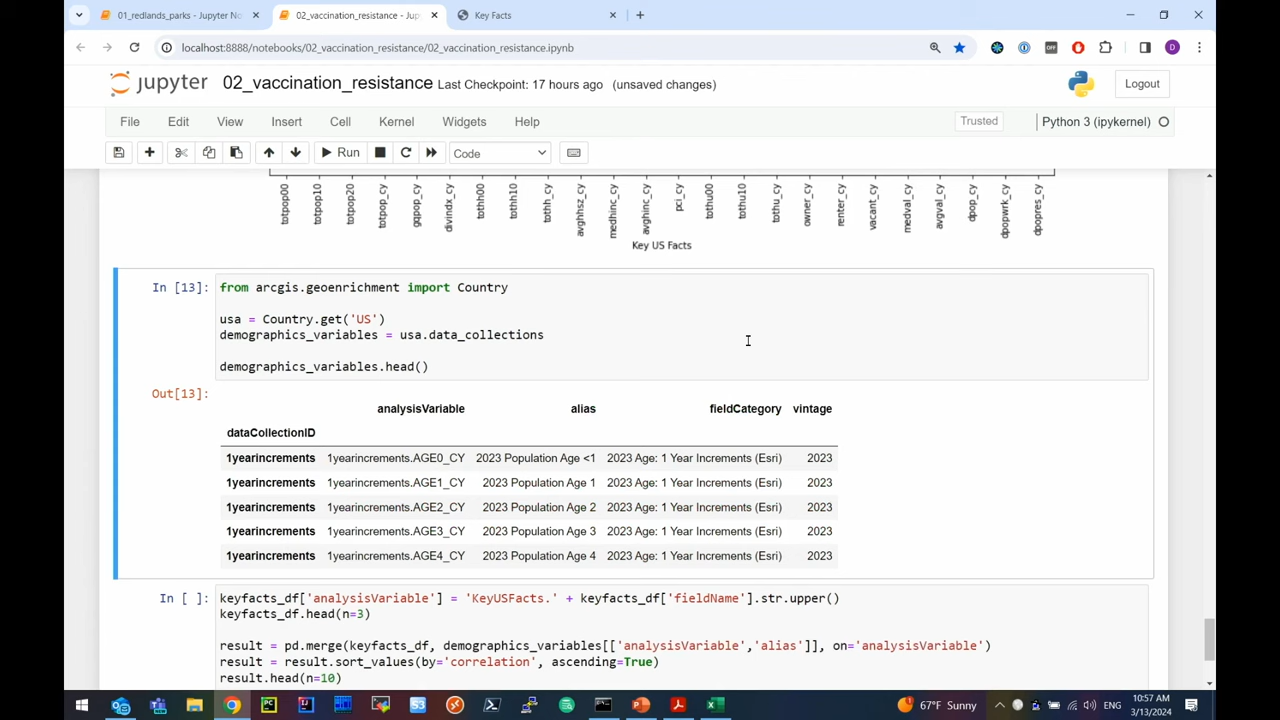 01_redlands_parks - Jupyter No
02_vaccination_resistance - Jup
Key Facts
localhost:8888/notebooks/02_vaccination_resistance/02_vaccination_resistance.ipynb
OFF
D
jupyter 02_vaccination_resistance Last Checkpoint: 17 hours ago (unsaved changes)
Logout
File Edit View Insert Cell Kernel Widgets Help
Trusted
Python 3 (ipykernel)
Run
Code
totpop00
totpop10
totpop20
totpop_cy
gqpop_cy
divindx_cy
tothh00
tothh10
tothh_cy
avghhsz_cy
medhinc_cy
avghinc_cy
pci_cy
tothu00
tothu10
tothu_cy
owner_cy
renter_cy
vacant_cy
medval_cy
avgval_cy
dpop_cy
dpopwrk_cy
dpopres_cy
Key US Facts
In [13]:
from arcgis.geoenrichment import Country
usa = Country.get('US')
demographics_variables = usa.data_collections
demographics_variables.head()
Out[13]:
analysisVariable alias fieldCategory vintage
dataCollectionID
1yearincrements 1yearincrements.AGE0_CY 2023 Population Age <1 2023 Age: 1 Year Increments (Esri) 2023
1yearincrements 1yearincrements.AGE1_CY 2023 Population Age 1 2023 Age: 1 Year Increments (Esri) 2023
1yearincrements 1yearincrements.AGE2_CY 2023 Population Age 2 2023 Age: 1 Year Increments (Esri) 2023
1yearincrements 1yearincrements.AGE3_CY 2023 Population Age 3 2023 Age: 1 Year Increments (Esri) 2023
1yearincrements 1yearincrements.AGE4_CY 2023 Population Age 4 2023 Age: 1 Year Increments (Esri) 2023
In [ ]:
keyfacts_df['analysisVariable'] = 'KeyUSFacts.' + keyfacts_df['fieldName'].str.upper()
keyfacts_df.head(n=3)
result = pd.merge(keyfacts_df, demographics_variables[['analysisVariable','alias']], on='analysisVariable')
result = result.sort_values(by='correlation', ascending=True)
result.head(n=10)
67°F Sunny
ENG
10:57 AM
3/13/2024